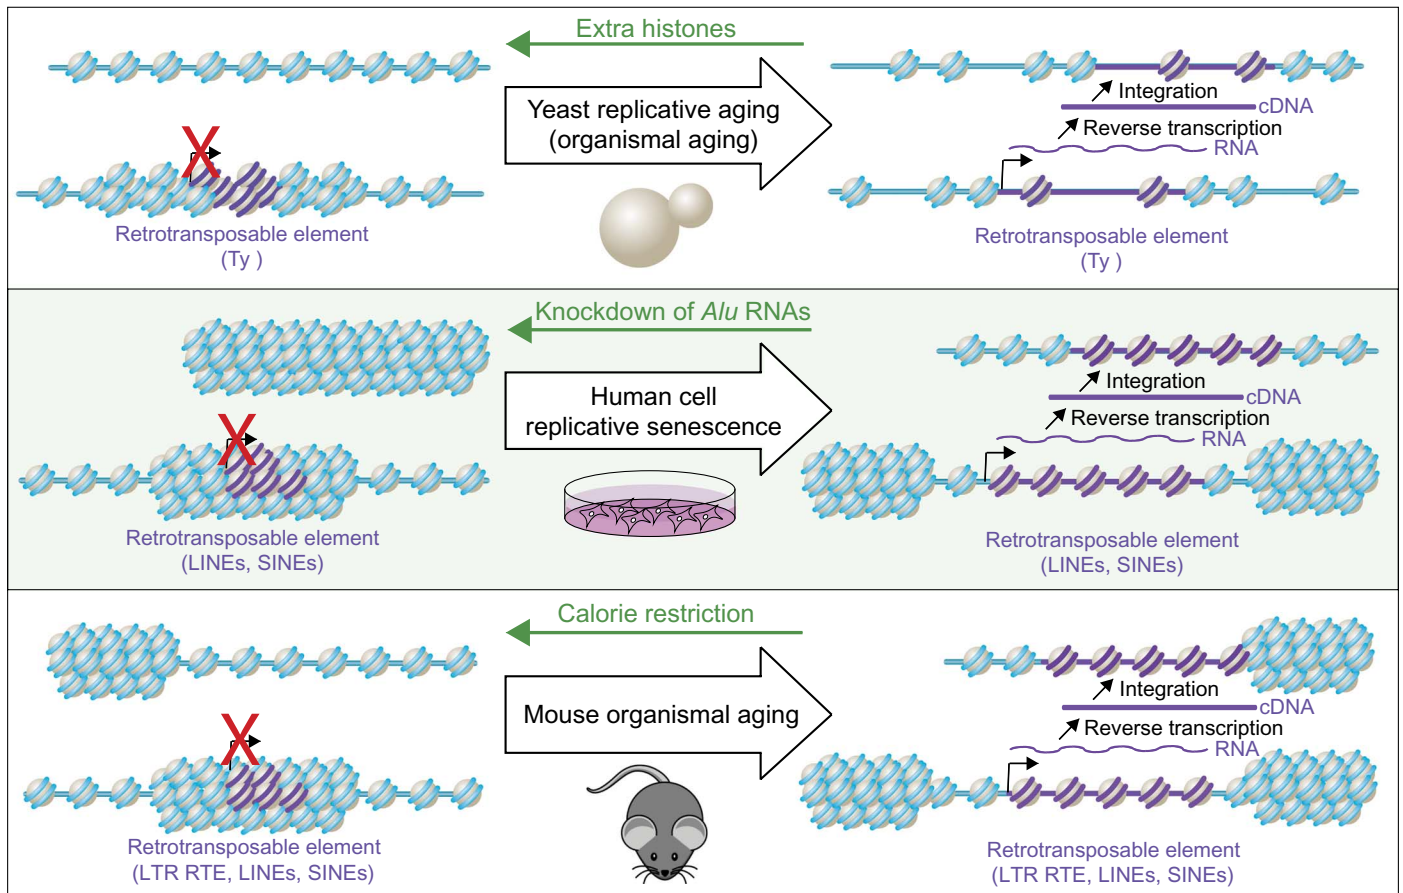 Extra histones
Yeast replicative aging
(organismal aging)
Integration
cDNA
Reverse transcription
RNA
X
Retrotransposable element
(Ty )
Retrotransposable element
(Ty )
Knockdown of Alu RNAs
Human cell
replicative senescence
Integration
cDNA
Reverse transcription
RNA
X
Retrotransposable element
(LINEs, SINEs)
Retrotransposable element
(LINEs, SINEs)
Calorie restriction
Mouse organismal aging
Integration
cDNA
Reverse transcription
RNA
X
Retrotransposable element
(LTR RTE, LINEs, SINEs)
Retrotransposable element
(LTR RTE, LINEs, SINEs)